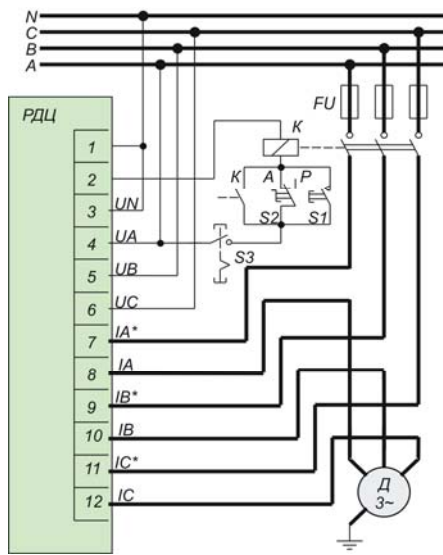 N
C
B
A
РДЦ
FU
K
1
2
K A P
3 UN
S2 S1
4 UA
S3
5 UB
6 UC
7 IA*
8 IA
9 IB*
10 IB
11 IC*
12 IC
Д
3~